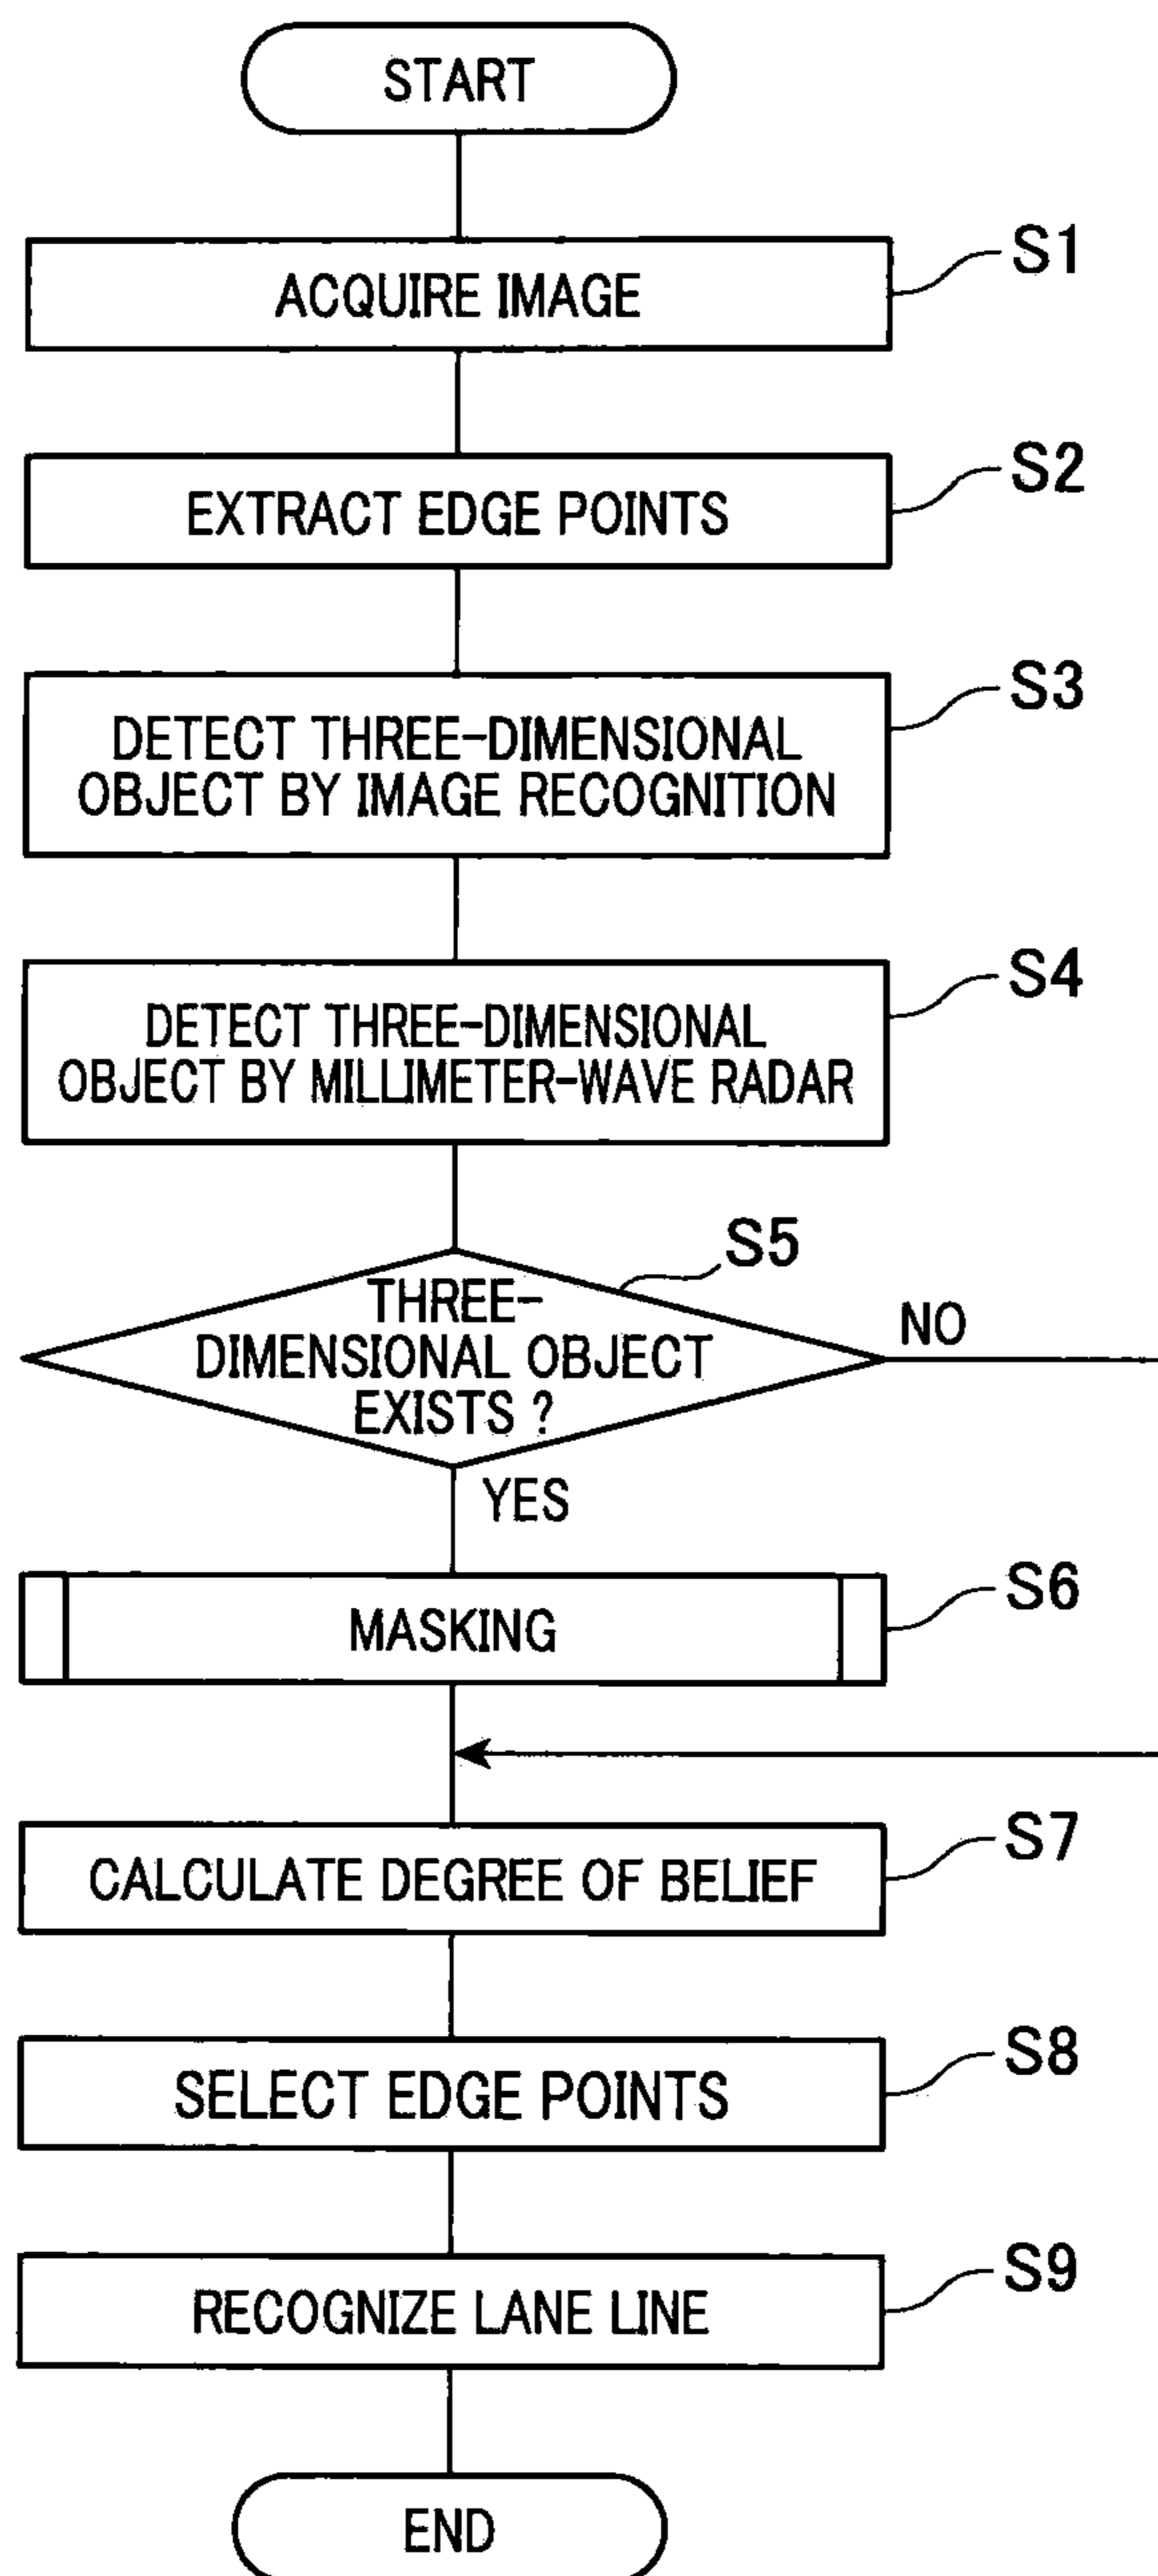 START
ACQUIRE IMAGE
S1
EXTRACT EDGE POINTS
S2
DETECT THREE-DIMENSIONAL
OBJECT BY IMAGE RECOGNITION
S3
DETECT THREE-DIMENSIONAL
OBJECT BY MILLIMETER-WAVE RADAR
S4
THREE-
DIMENSIONAL OBJECT
EXISTS ?
S5
NO
YES
MASKING
S6
CALCULATE DEGREE OF BELIEF
S7
SELECT EDGE POINTS
S8
RECOGNIZE LANE LINE
S9
END